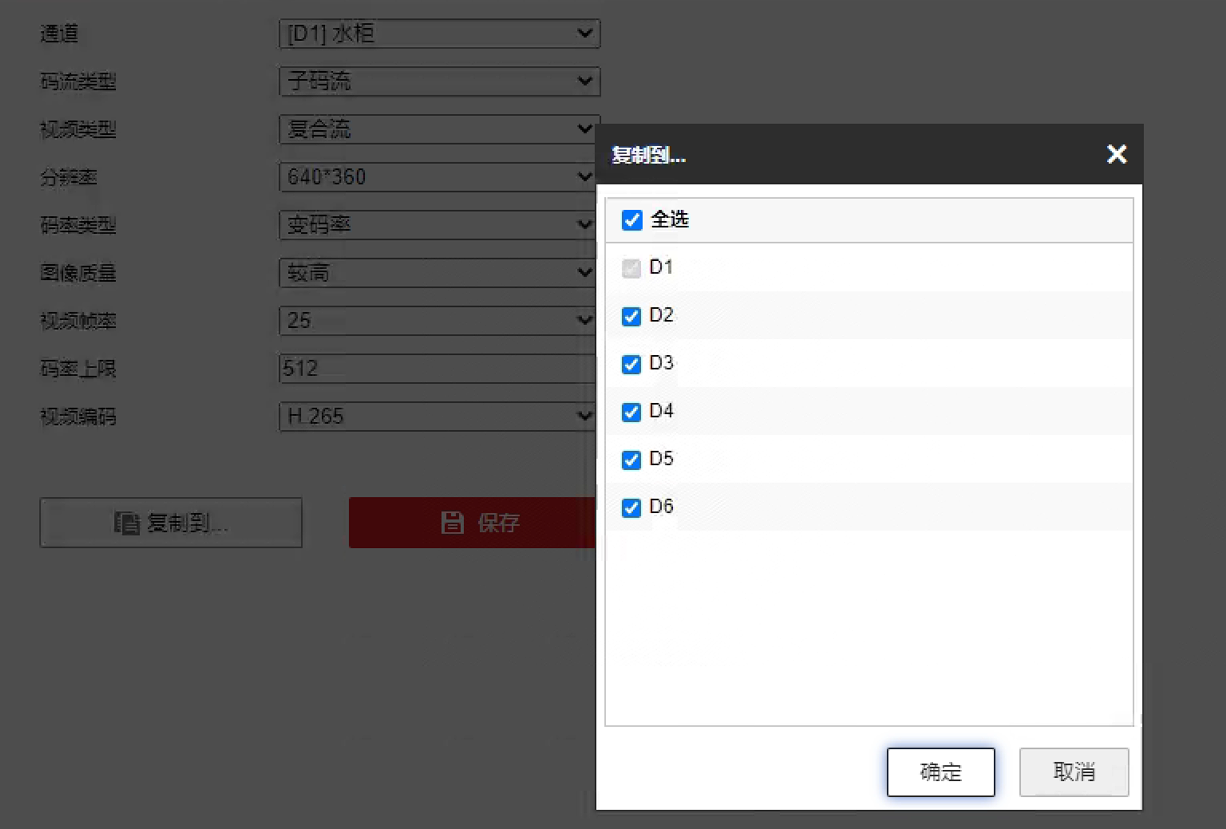 通道 [D1] 水柜
码流类型 子码流
视频类型 复合流
分辨率 640*360
码率类型 变码率
图像质量 较高
视频帧率 25
码率上限 512
视频编码 H.265
复制到... 保存
复制到...
全选
D1
D2
D3
D4
D5
D6
确定 取消